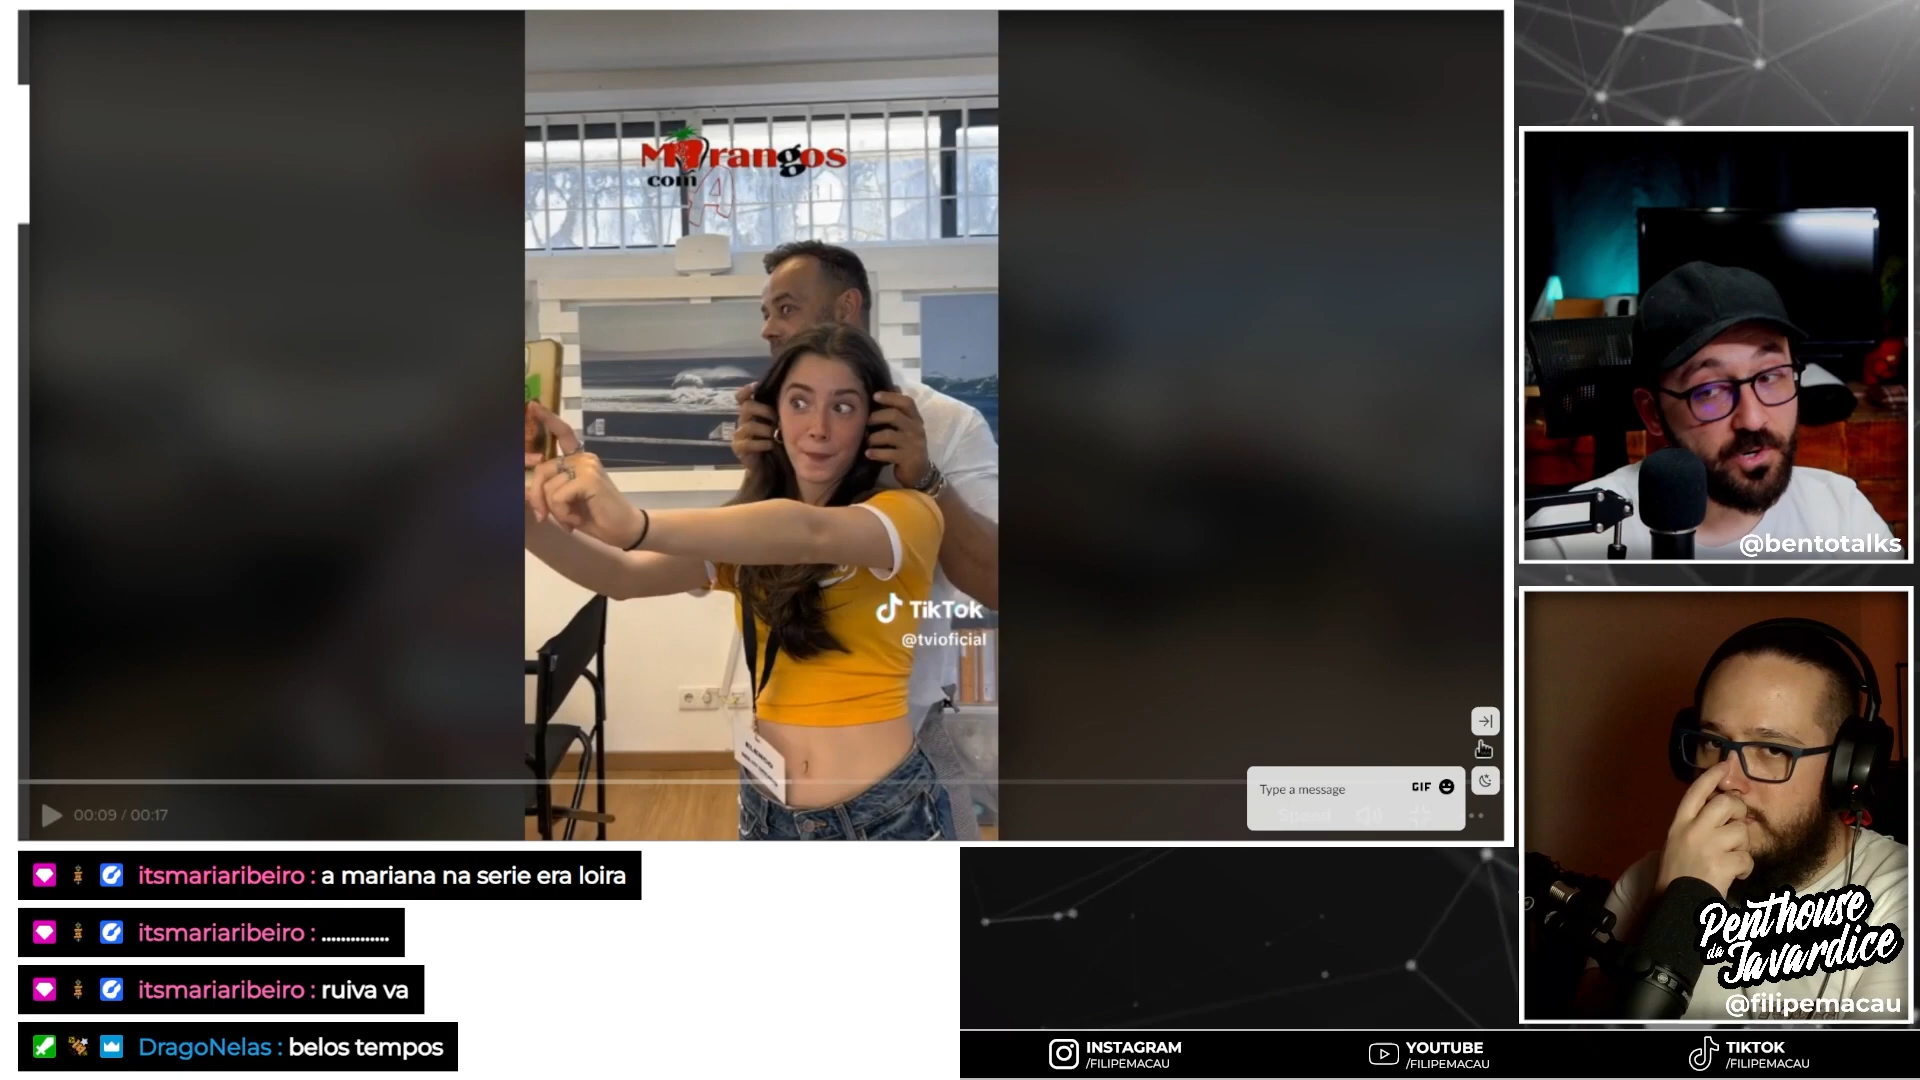 Morangos
com
A
TikTok
@tvioficial
ELENCO
00:09 / 00:17
Type a message
GIF
@bentotalks
Penthouse
da Javardice
@filipemacau
itsmariaribeiro : a mariana na serie era loira
itsmariaribeiro : ..............
itsmariaribeiro : ruiva va
DragoNelas : belos tempos
INSTAGRAM
/FILIPEMACAU
YOUTUBE
/FILIPEMACAU
TIKTOK
/FILIPEMACAU